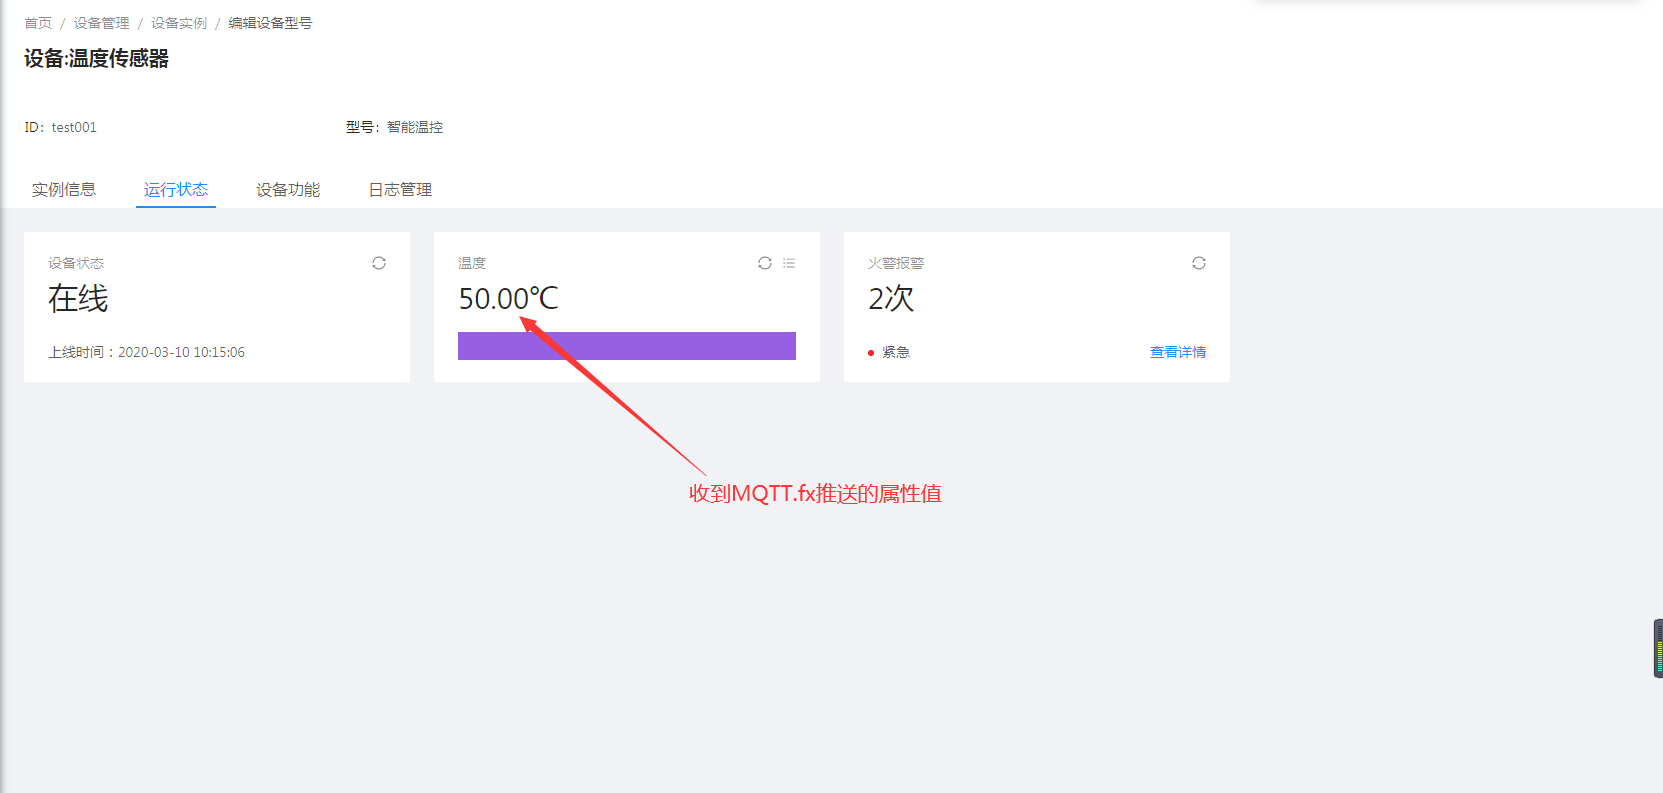 首页 / 设备管理 / 设备实例 / 编辑设备型号
设备:温度传感器
ID: test001 型号: 智能温控
实例信息 运行状态 设备功能 日志管理
设备状态
在线
上线时间：2020-03-10 10:15:06
温度
50.00℃
火警报警
2次
紧急 查看详情
收到MQTT.fx推送的属性值